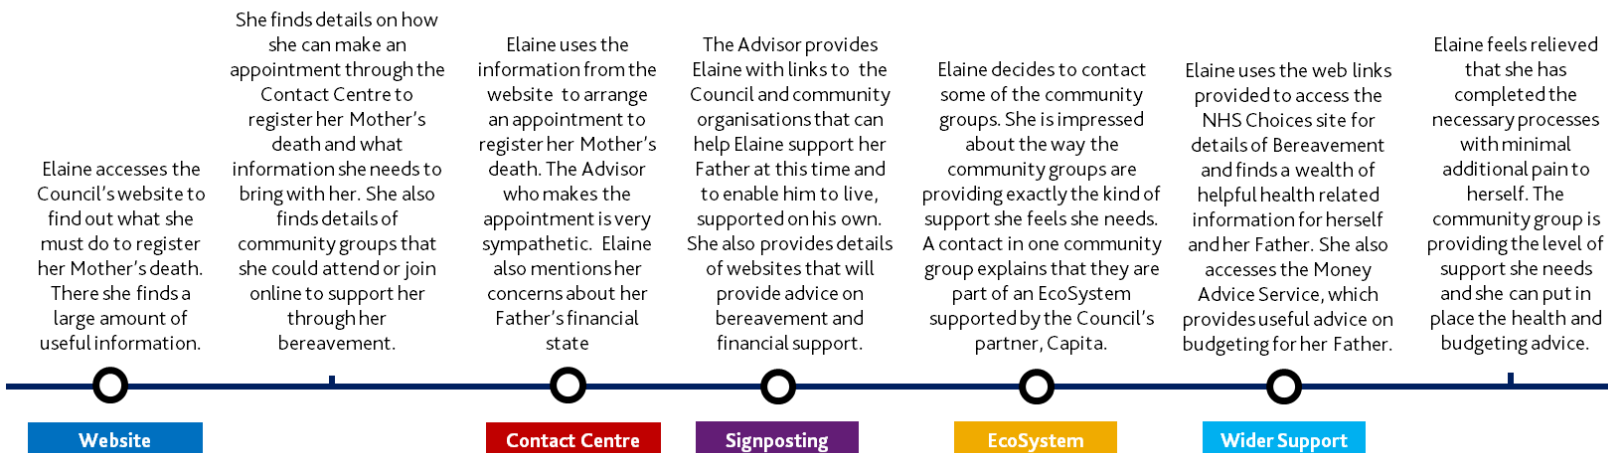 Elaine accesses the
Council's website to
find out what she
must do to register
her Mother's death.
There she finds a
large amount of
useful information.
She finds details on how
she can make an
appointment through the
Contact Centre to
register her Mother's
death and what
information she needs to
bring with her. She also
finds details of
community groups that
she could attend or join
online to support her
through her
bereavement.
Elaine uses the
information from the
website to arrange
an appointment to
register her Mother's
death. The Advisor
who makes the
appointment is very
sympathetic. Elaine
also mentions her
concerns about her
Father's financial
state
The Advisor provides
Elaine with links to the
Council and community
organisations that can
help Elaine support her
Father at this time and
to enable him to live,
supported on his own.
She also provides details
of websites that will
provide advice on
bereavement and
financial support.
Elaine decides to contact
some of the community
groups. She is impressed
about the way the
community groups are
providing exactly the kind of
support she feels she needs.
A contact in one community
group explains that they are
part of an EcoSystem
supported by the Council's
partner, Capita.
Elaine uses the web links
provided to access the
NHS Choices site for
details of Bereavement
and finds a wealth of
helpful health related
information for herself
and her Father. She also
accesses the Money
Advice Service, which
provides useful advice on
budgeting for her Father.
Elaine feels relieved
that she has
completed the
necessary processes
with minimal
additional pain to
herself. The
community group is
providing the level of
support she needs
and she can put in
place the health and
budgeting advice.
Website
Contact Centre
Signposting
EcoSystem
Wider Support